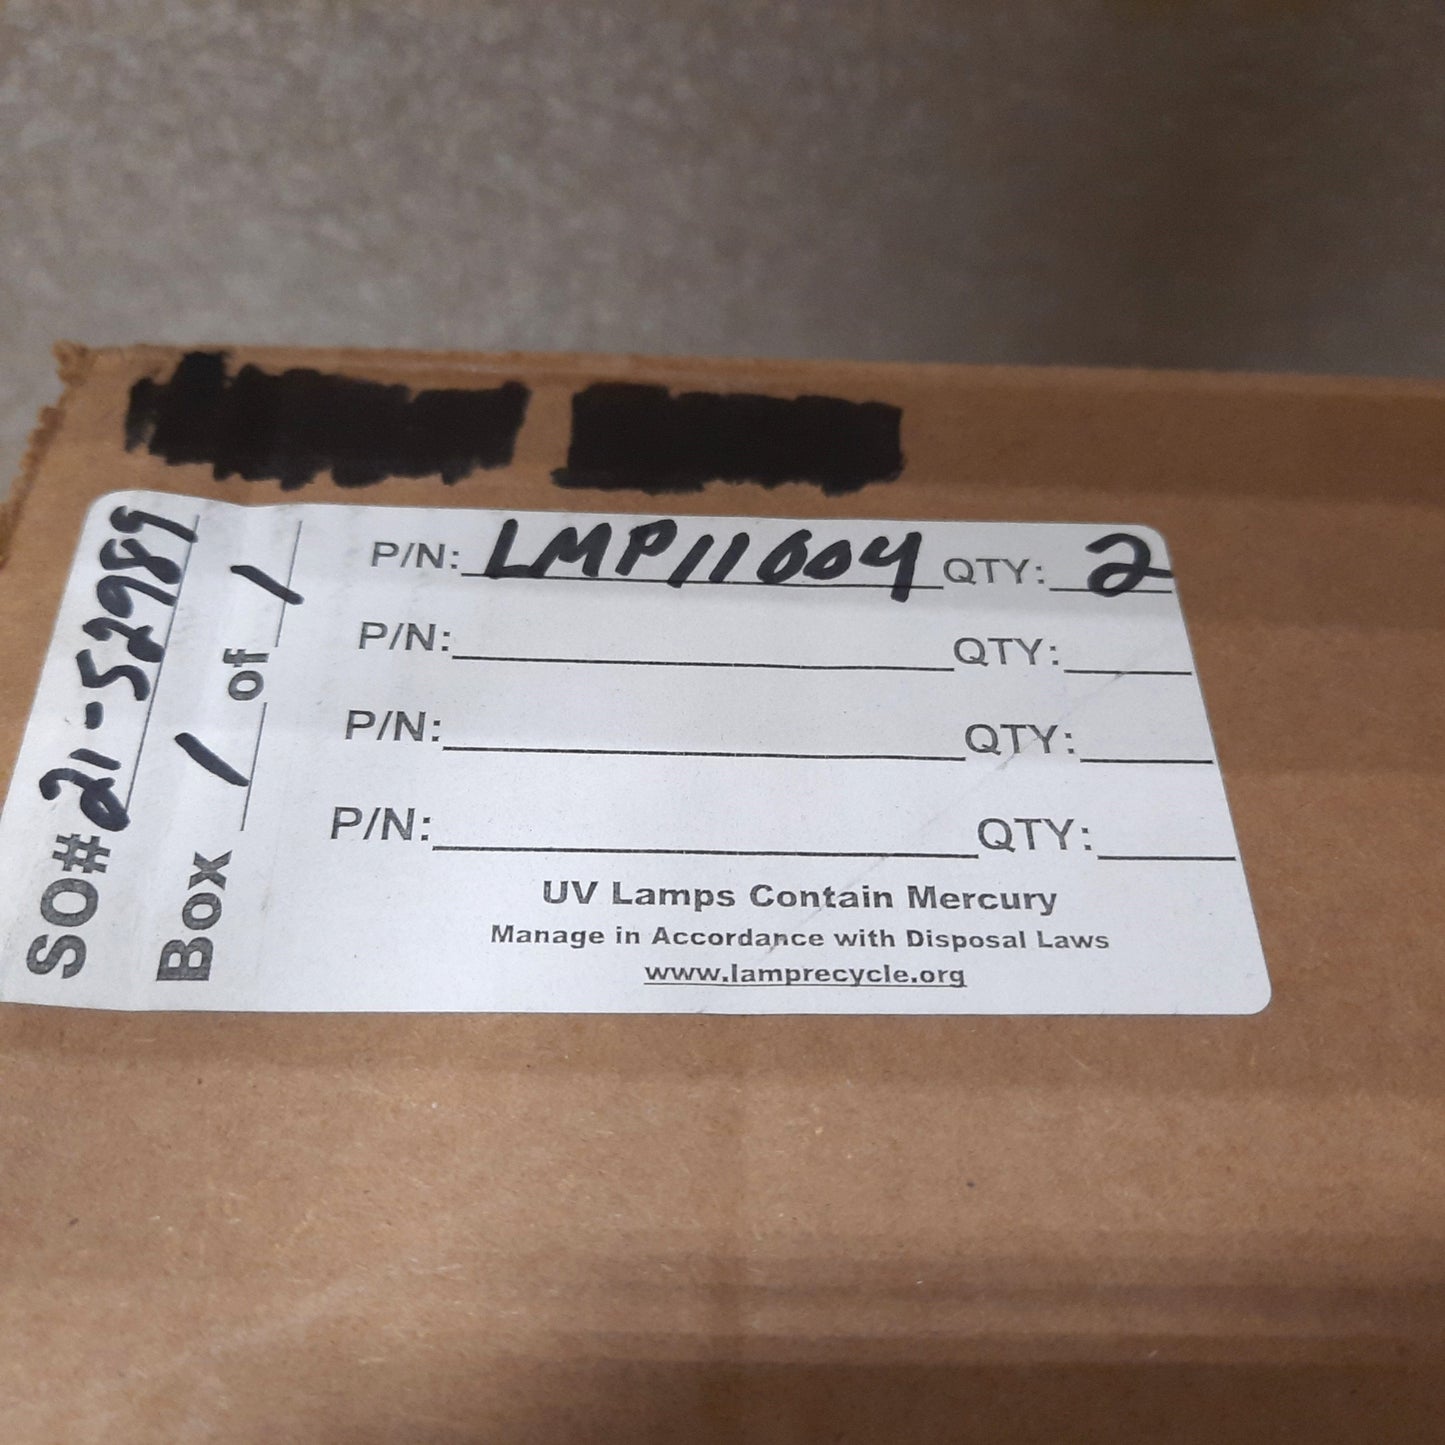 SO# 21-52989
Box 1 of 1
P/N: LMP11004 QTY: 2
P/N: QTY:
P/N: QTY:
P/N: QTY:
UV Lamps Contain Mercury
Manage in Accordance with Disposal Laws
www.lamprecycle.org